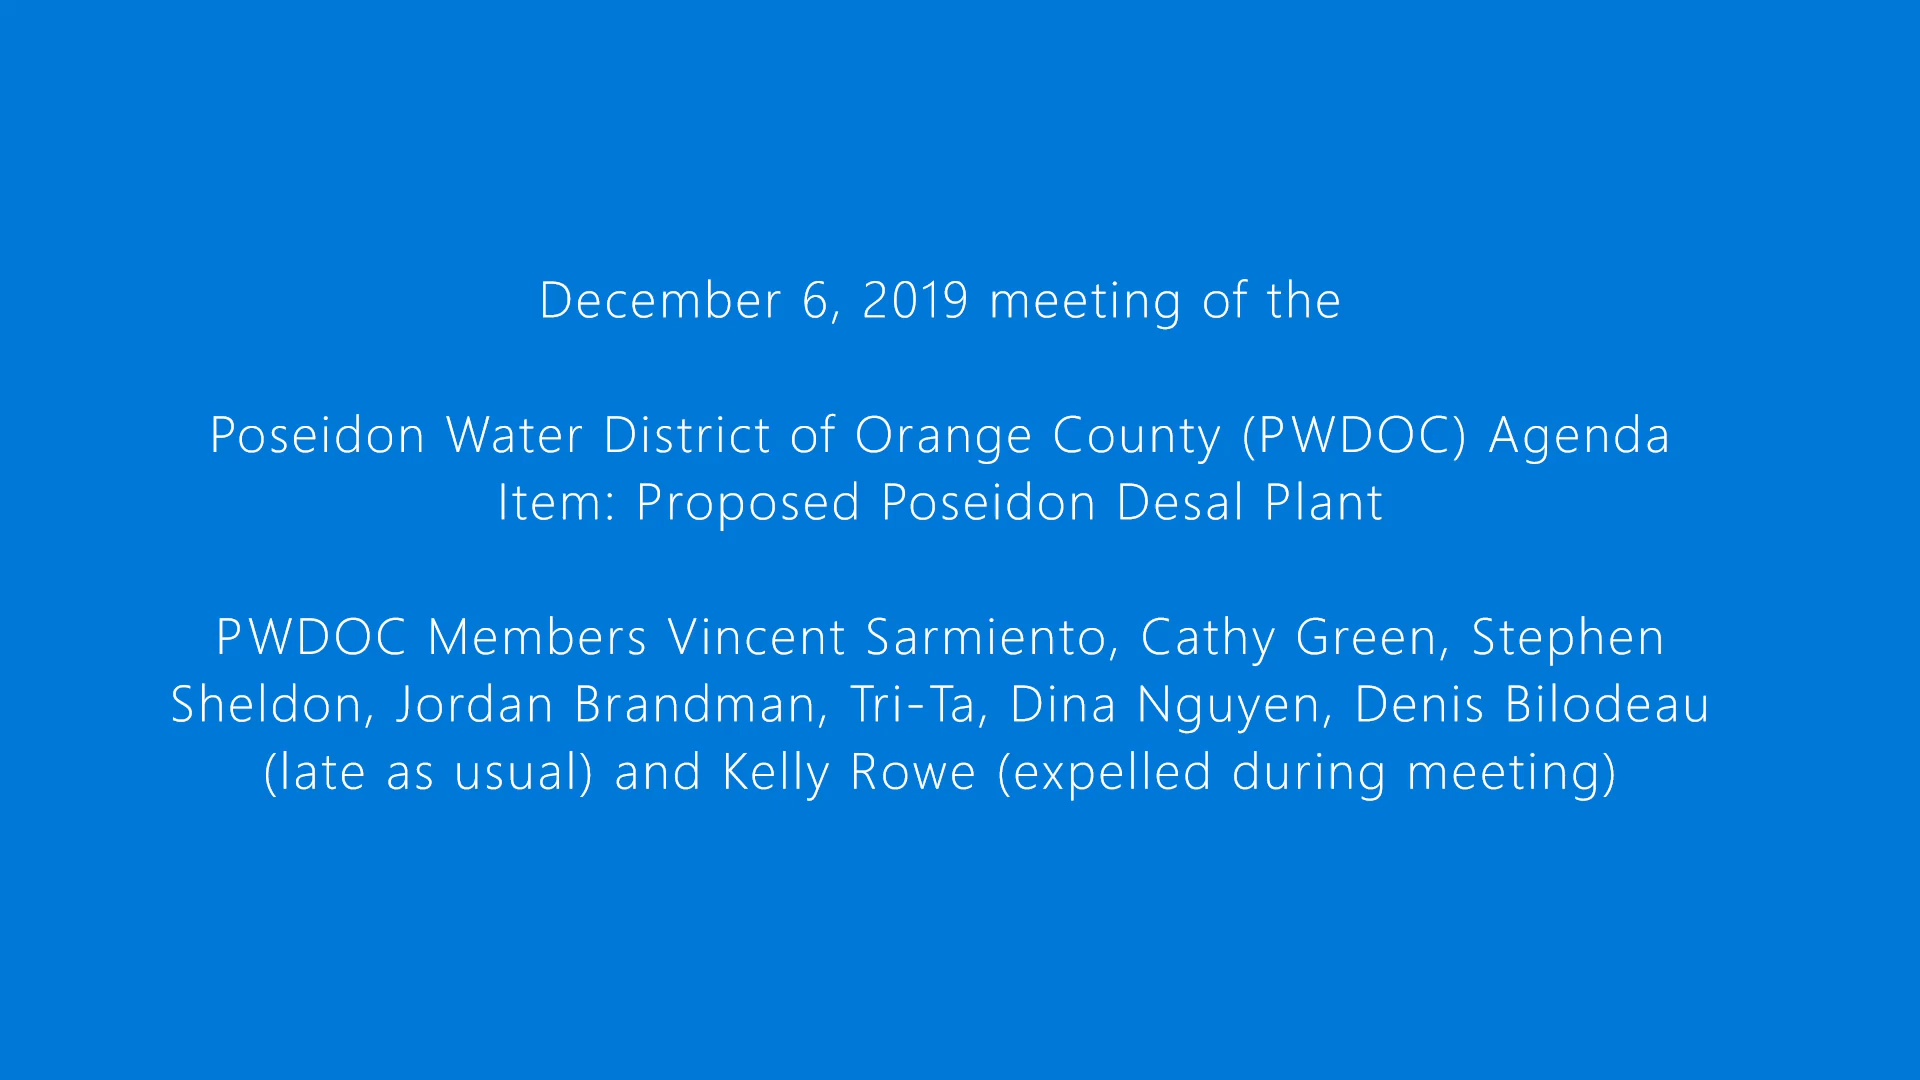 December 6, 2019 meeting of the
Poseidon Water District of Orange County (PWDOC) Agenda
Item: Proposed Poseidon Desal Plant
PWDOC Members Vincent Sarmiento, Cathy Green, Stephen
Sheldon, Jordan Brandman, Tri-Ta, Dina Nguyen, Denis Bilodeau
(late as usual) and Kelly Rowe (expelled during meeting)